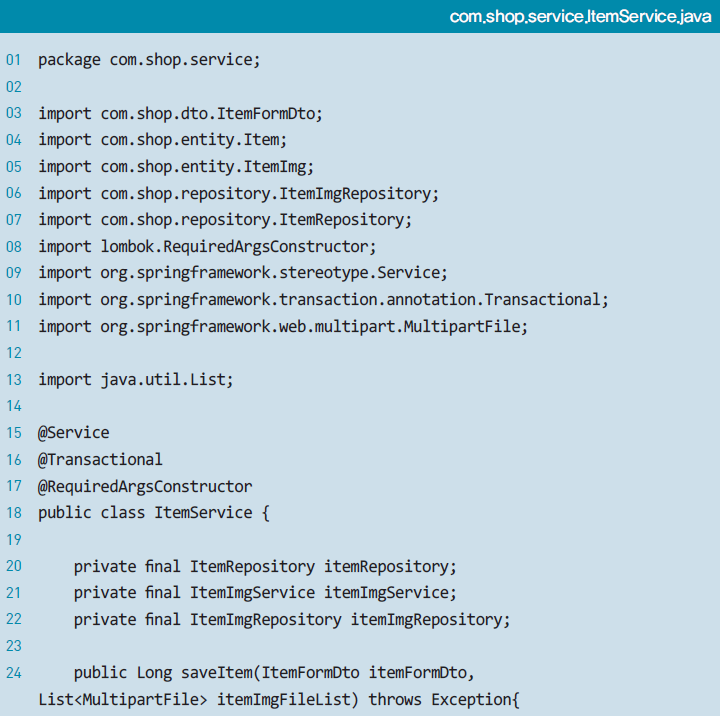 com.shop.service.ItemService.java
01 package com.shop.service;
02
03 import com.shop.dto.ItemFormDto;
04 import com.shop.entity.Item;
05 import com.shop.entity.ItemImg;
06 import com.shop.repository.ItemImgRepository;
07 import com.shop.repository.ItemRepository;
08 import lombok.RequiredArgsConstructor;
09 import org.springframework.stereotype.Service;
10 import org.springframework.transaction.annotation.Transactional;
11 import org.springframework.web.multipart.MultipartFile;
12
13 import java.util.List;
14
15 @Service
16 @Transactional
17 @RequiredArgsConstructor
18 public class ItemService {
19
20     private final ItemRepository itemRepository;
21     private final ItemImgService itemImgService;
22     private final ItemImgRepository itemImgRepository;
23
24     public Long saveItem(ItemFormDto itemFormDto,
List<MultipartFile> itemImgFileList) throws Exception{